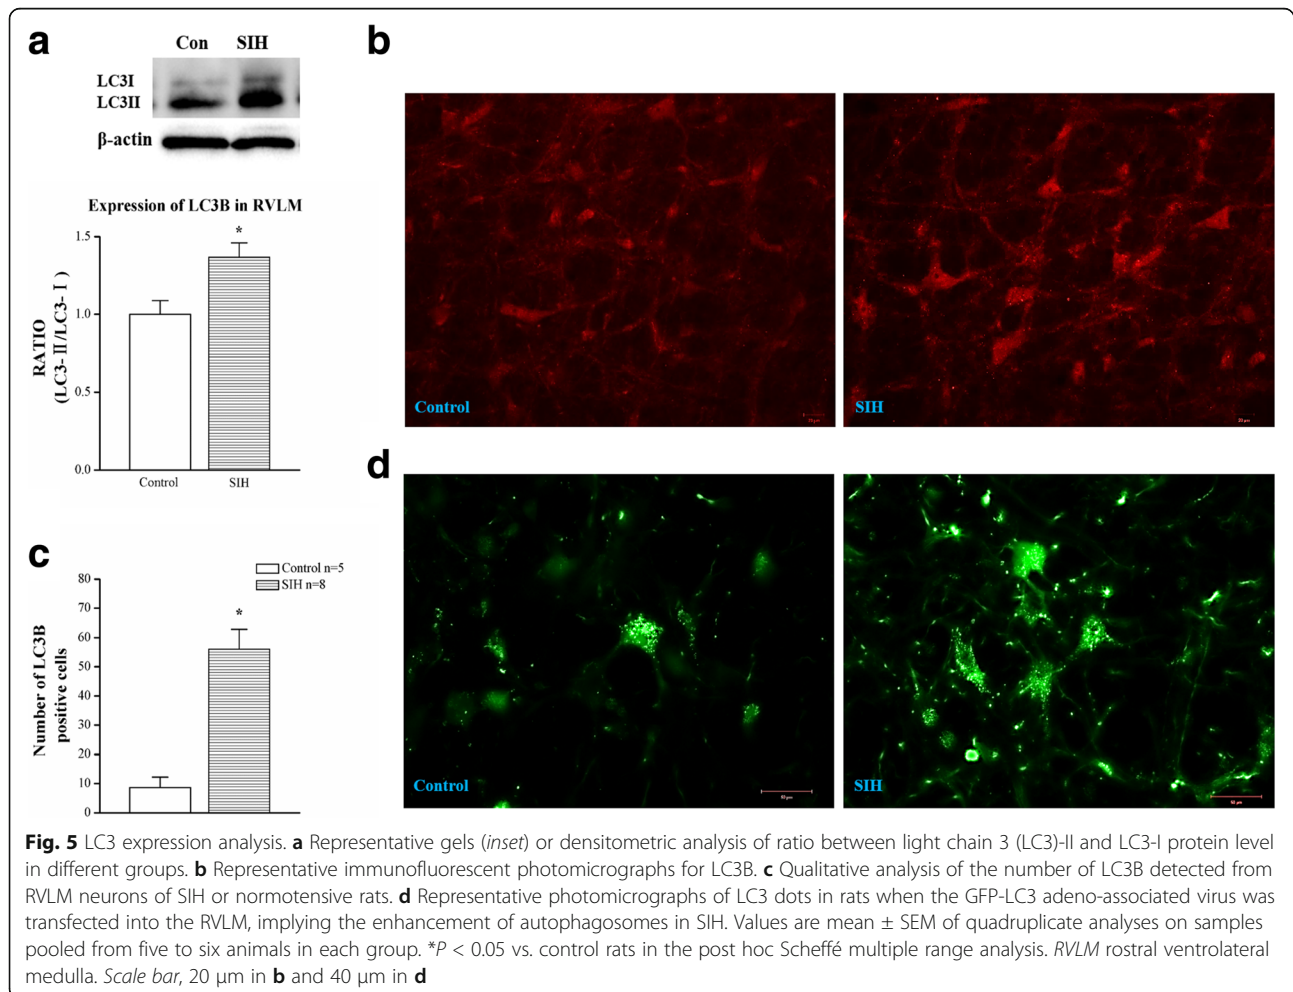 a
Con SIH
LC3I
LC3II
β-actin
Expression of LC3B in RVLM
*
1.5
1.0
0.5
0.0
RATIO
(LC3-Ⅱ/LC3-Ⅰ)
Control SIH
b
Control
20 μm
SIH
20 μm
c
Control n=5
SIH n=8
80
70
60
50
40
30
20
10
0
*
Number of LC3B
positive cells
d
Control
SIH
Fig. 5 LC3 expression analysis. a Representative gels (inset) or densitometric analysis of ratio between light chain 3 (LC3)-II and LC3-I protein level
in different groups. b Representative immunofluorescent photomicrographs for LC3B. c Qualitative analysis of the number of LC3B detected from
RVLM neurons of SIH or normotensive rats. d Representative photomicrographs of LC3 dots in rats when the GFP-LC3 adeno-associated virus was
transfected into the RVLM, implying the enhancement of autophagosomes in SIH. Values are mean ± SEM of quadruplicate analyses on samples
pooled from five to six animals in each group. *P < 0.05 vs. control rats in the post hoc Scheffé multiple range analysis. RVLM rostral ventrolateral
medulla. Scale bar, 20 μm in b and 40 μm in d